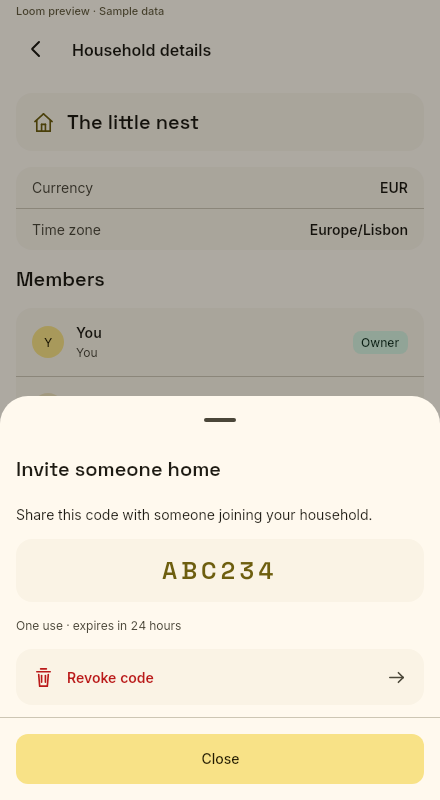 Loom preview · Sample data
Household details
The little nest
Currency EUR
Time zone Europe/Lisbon
Members
Y You Owner
You
Invite someone home
Share this code with someone joining your household.
ABC234
One use · expires in 24 hours
Revoke code
Close